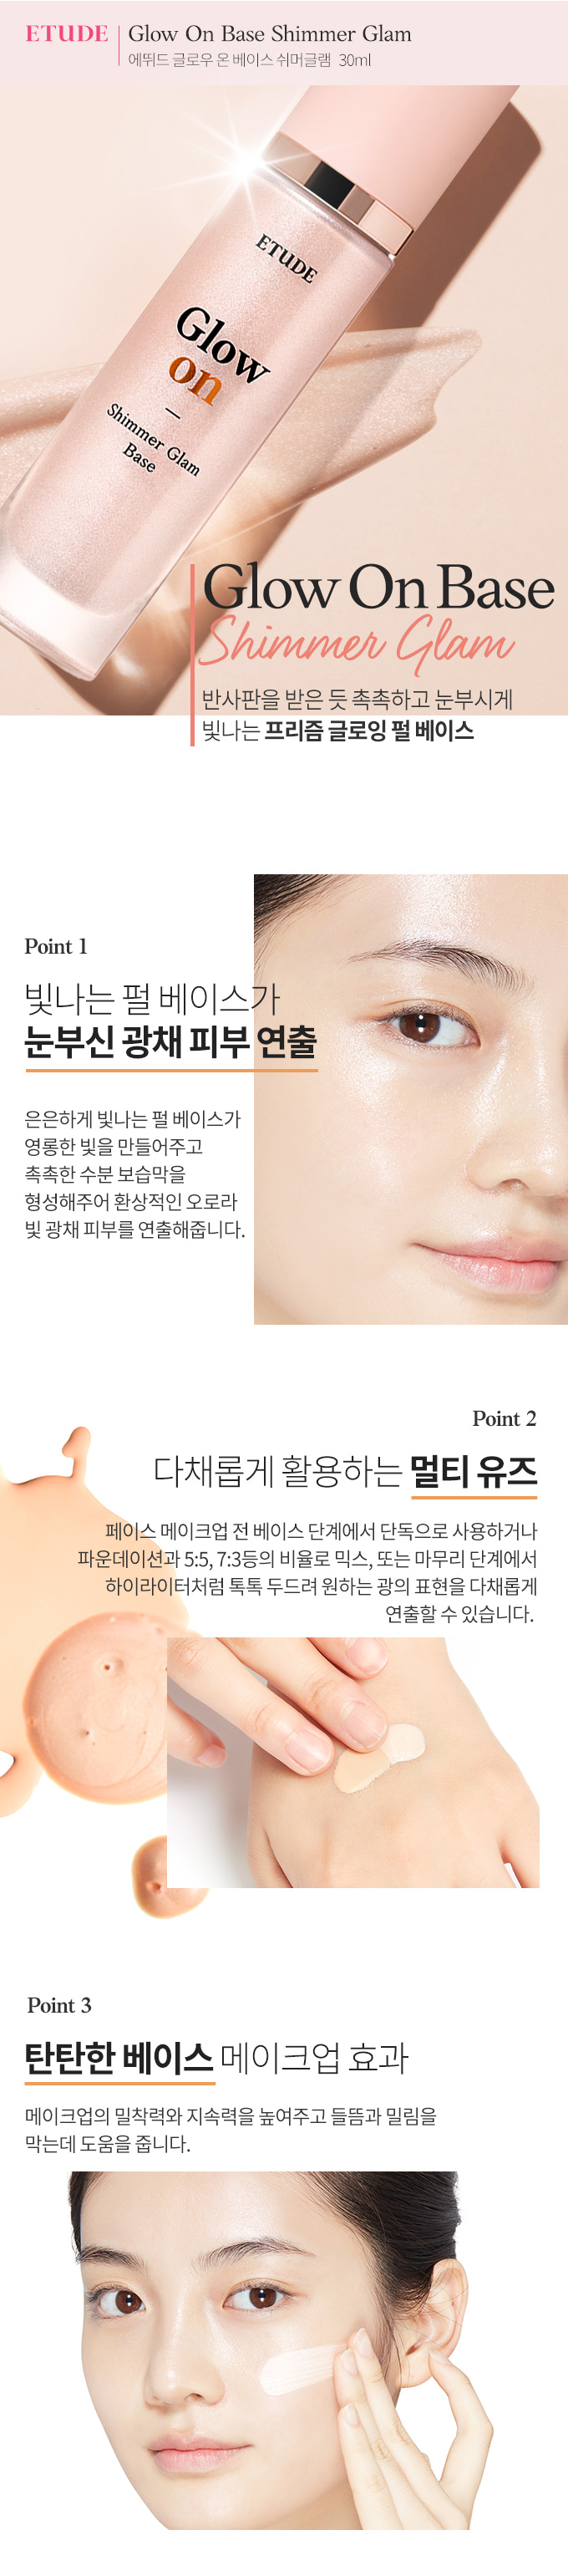 ETUDE
Glow On Base Shimmer Glam
에뛰드 글로우 온 베이스 쉬머글램 30ml
ETUDE
Glow
on
Shimmer Glam
Base
Glow On Base
Shimmer Glam
반사판을 받은 듯 촉촉하고 눈부시게
빛나는 프리즘 글로잉 펄 베이스
Point 1
빛나는 펄 베이스가
눈부신 광채 피부 연출
은은하게 빛나는 펄 베이스가
영롱한 빛을 만들어주고
촉촉한 수분 보습막을
형성해주어 환상적인 오로라
빛 광채 피부를 연출해줍니다.
Point 2
다채롭게 활용하는 멀티 유즈
페이스 메이크업 전 베이스 단계에서 단독으로 사용하거나
파운데이션과 5:5, 7:3등의 비율로 믹스, 또는 마무리 단계에서
하이라이터처럼 톡톡 두드려 원하는 광의 표현을 다채롭게
연출할 수 있습니다.
Point 3
탄탄한 베이스 메이크업 효과
메이크업의 밀착력와 지속력을 높여주고 들뜸과 밀림을
막는데 도움을 줍니다.